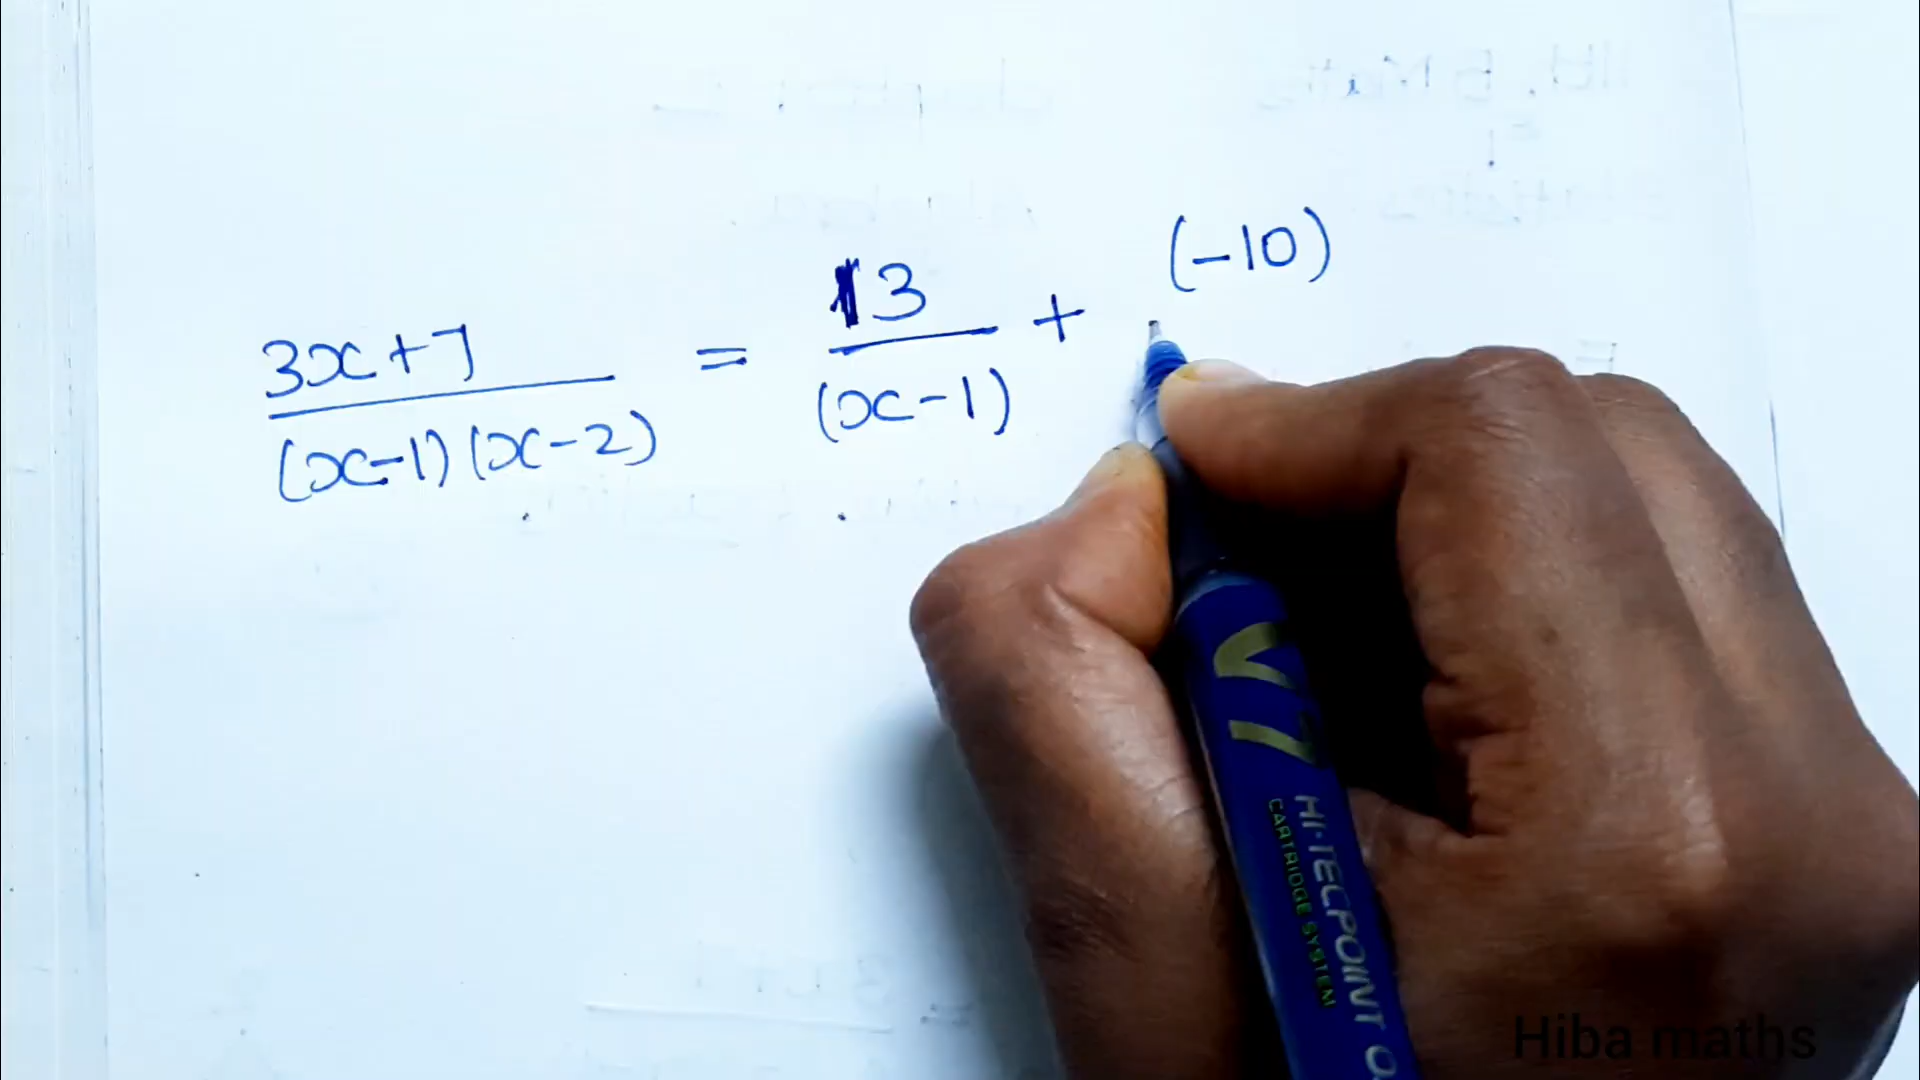 3x+7 / (x-1)(x-2) = 13 / (x-1) + (-10)
V7
HI-TECPOINT
CARTRIDGE SYSTEM
Hiba maths